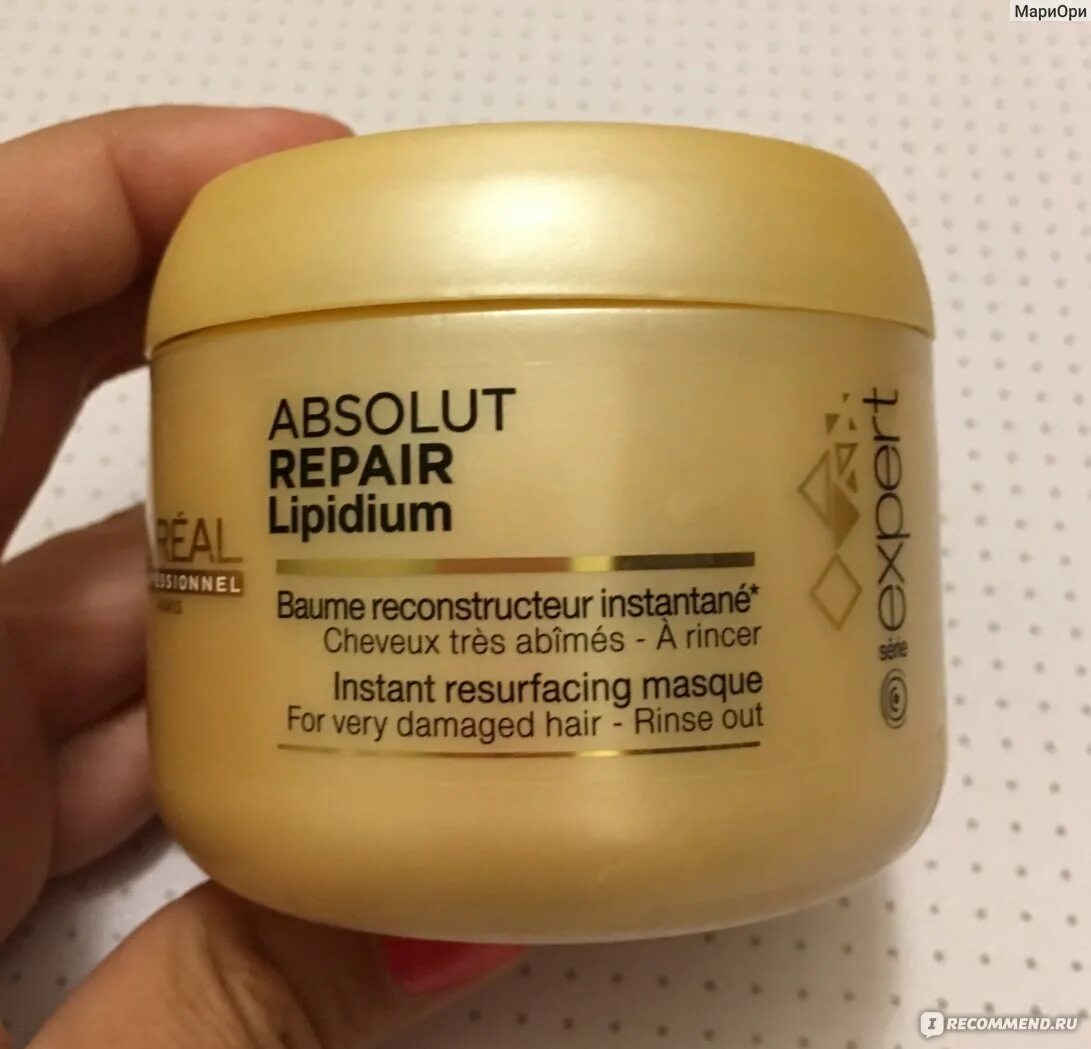 МариОри
ABSOLUT
REPAIR
Lipidium
RÉAL
ESSIONNEL
Baume reconstructeur instantané*
Cheveux très abîmés - À rincer
Instant resurfacing masque
For very damaged hair - Rinse out
série expert
IRECOMMEND.RU